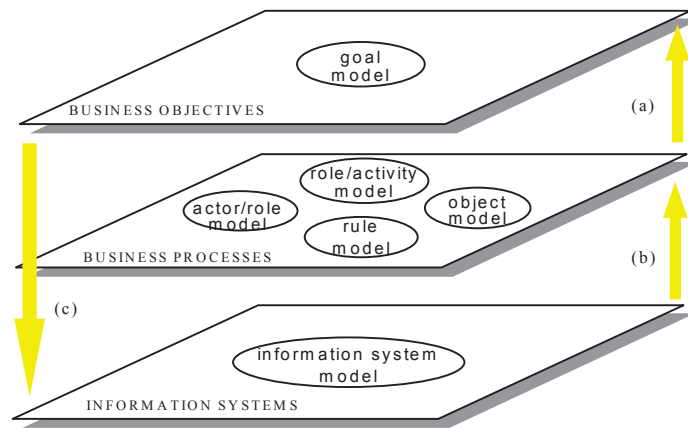 goal
model
BUSINESS OBJECTIVES
(a)
role/activity
model
actor/role
model
object
model
rule
model
BUSINESS PROCESSES
(b)
(c)
information system
model
INFORMATION SYSTEMS